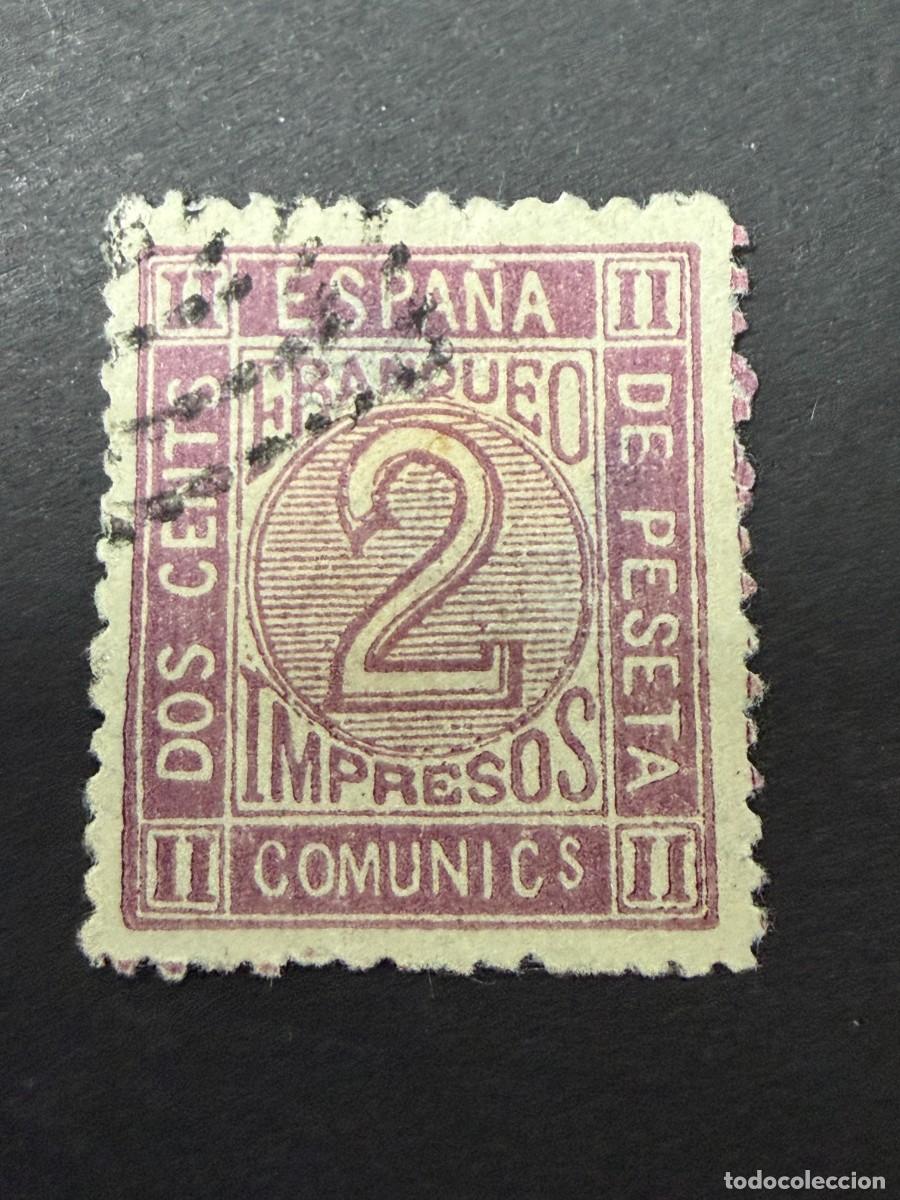 II ESPAÑA II
FRANQUEO
DOS CENTS
2
DE PESETA
IMPRESOS
II COMUNICS II
todocoleccion